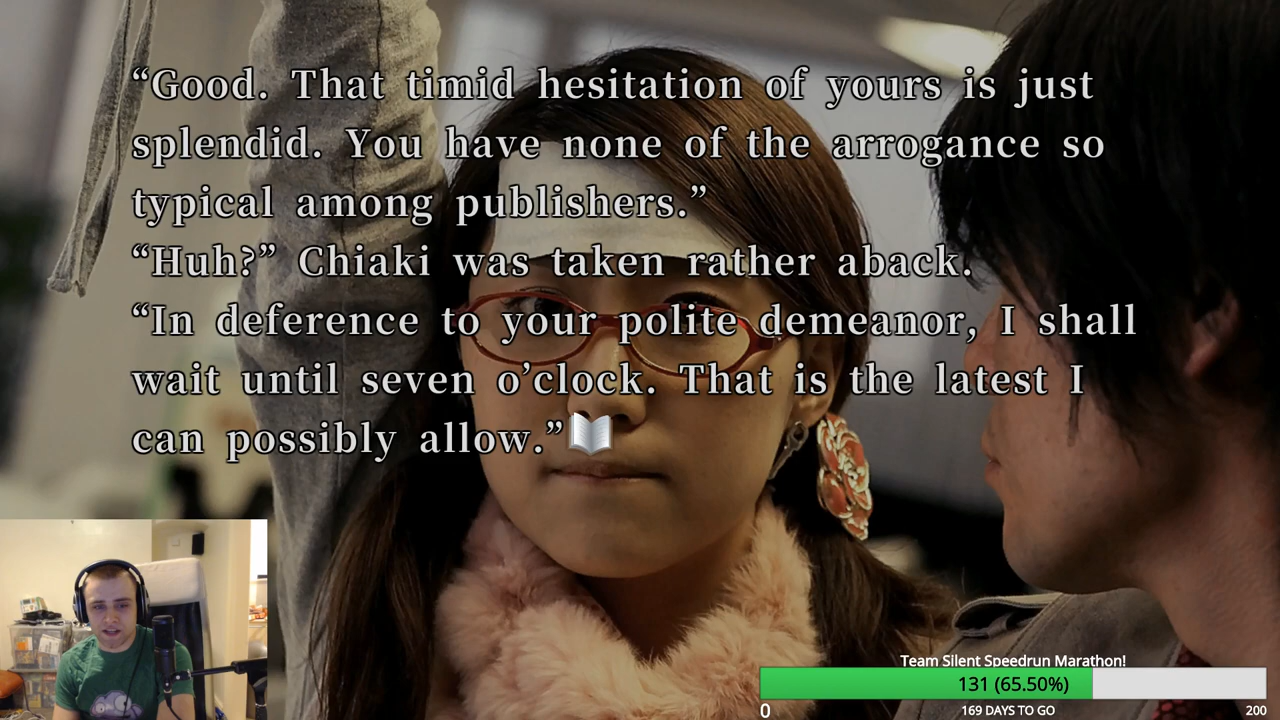 “Good. That timid hesitation of yours is just
splendid. You have none of the arrogance so
typical among publishers.”
“Huh?” Chiaki was taken rather aback.
“In deference to your polite demeanor, I shall
wait until seven o’clock. That is the latest I
can possibly allow.”
Team Silent Speedrun Marathon!
131 (65.50%)
0
169 DAYS TO GO
200